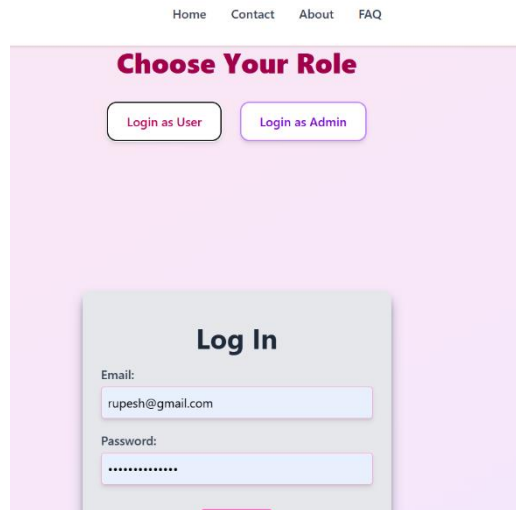 Home Contact About FAQ
Choose Your Role
Login as User Login as Admin
Log In
Email:
rupesh@gmail.com
Password:
••••••••••••••